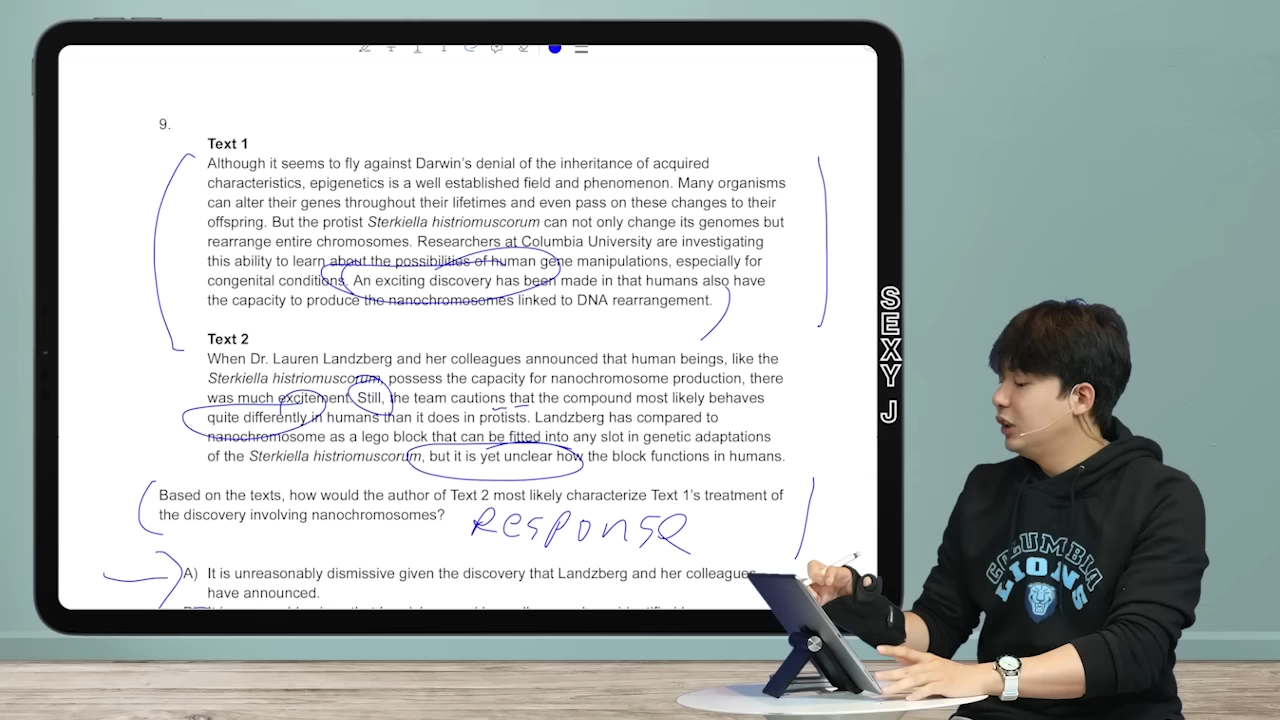 9.
Text 1
Although it seems to fly against Darwin's denial of the inheritance of acquired
characteristics, epigenetics is a well established field and phenomenon. Many organisms
can alter their genes throughout their lifetimes and even pass on these changes to their
offspring. But the protist Sterkiella histriomuscorum can not only change its genomes but
rearrange entire chromosomes. Researchers at Columbia University are investigating
this ability to learn about the possibilities of human gene manipulations, especially for
congenital conditions. An exciting discovery has been made in that humans also have
the capacity to produce the nanochromosomes linked to DNA rearrangement.
Text 2
When Dr. Lauren Landzberg and her colleagues announced that human beings, like the
Sterkiella histriomuscorum, possess the capacity for nanochromosome production, there
was much excitement. Still, the team cautions that the compound most likely behaves
quite differently in humans than it does in protists. Landzberg has compared to
nanochromosome as a lego block that can be fitted into any slot in genetic adaptations
of the Sterkiella histriomuscorum, but it is yet unclear how the block functions in humans.
Based on the texts, how would the author of Text 2 most likely characterize Text 1's treatment of
the discovery involving nanochromosomes?
Response
A) It is unreasonably dismissive given the discovery that Landzberg and her colleagues
have announced.
SEXY J
COLUMBIA
LIONS